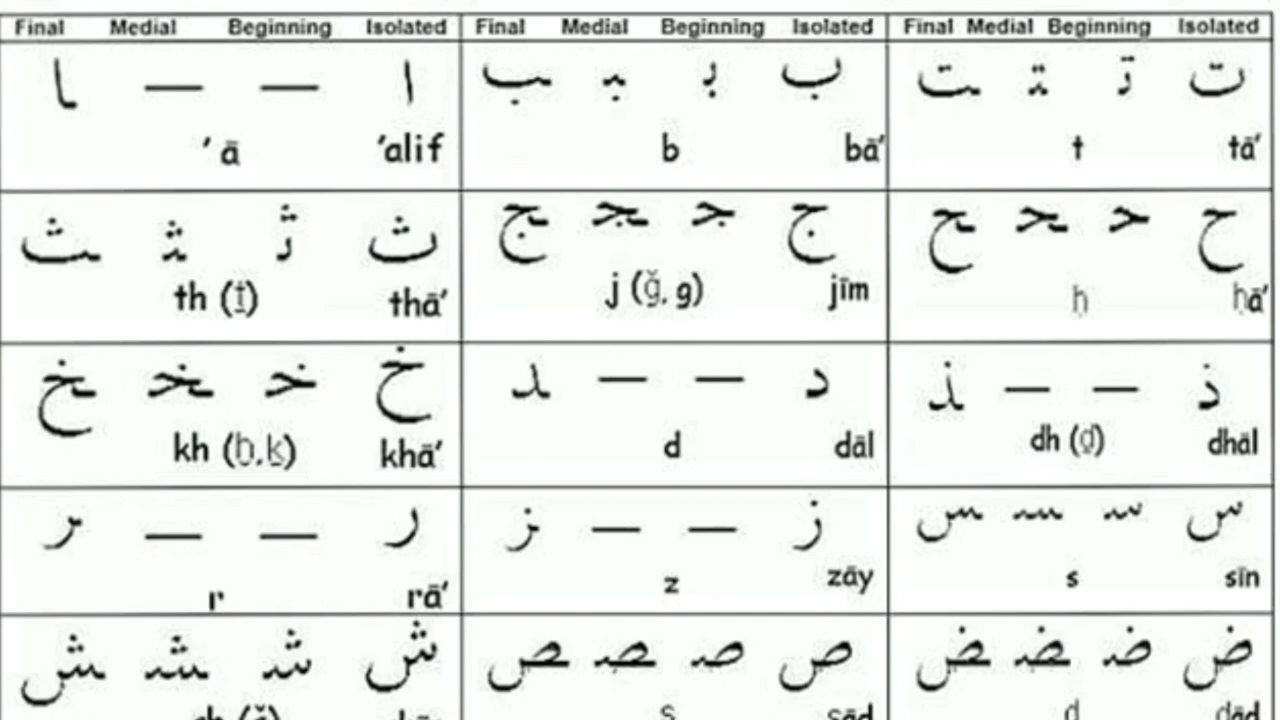 Final Medial Beginning Isolated Final Medial Beginning Isolated Final Medial Beginning Isolated
ـا — — ا ـب ـبـ بـ ب ـت ـتـ تـ ت
’ā ’alif b bā’ t tā’
ـث ـثـ ثـ ث ـج ـجـ جـ ج ـح ـحـ حـ ح
th (ṯ) thā’ j (ǧ, g) jīm ḥ ḥā’
ـخ ـخـ خـ خ ـد — — د ـذ — — ذ
kh (ḫ,ḵ) khā’ d dāl dh (ḏ) dhāl
ـر — — ر ـز — — ز ـس ـسـ سـ س
r rā’ z zāy s sīn
ـش ـشـ شـ ش ـص ـصـ صـ ص ـض ـضـ ضـ ض